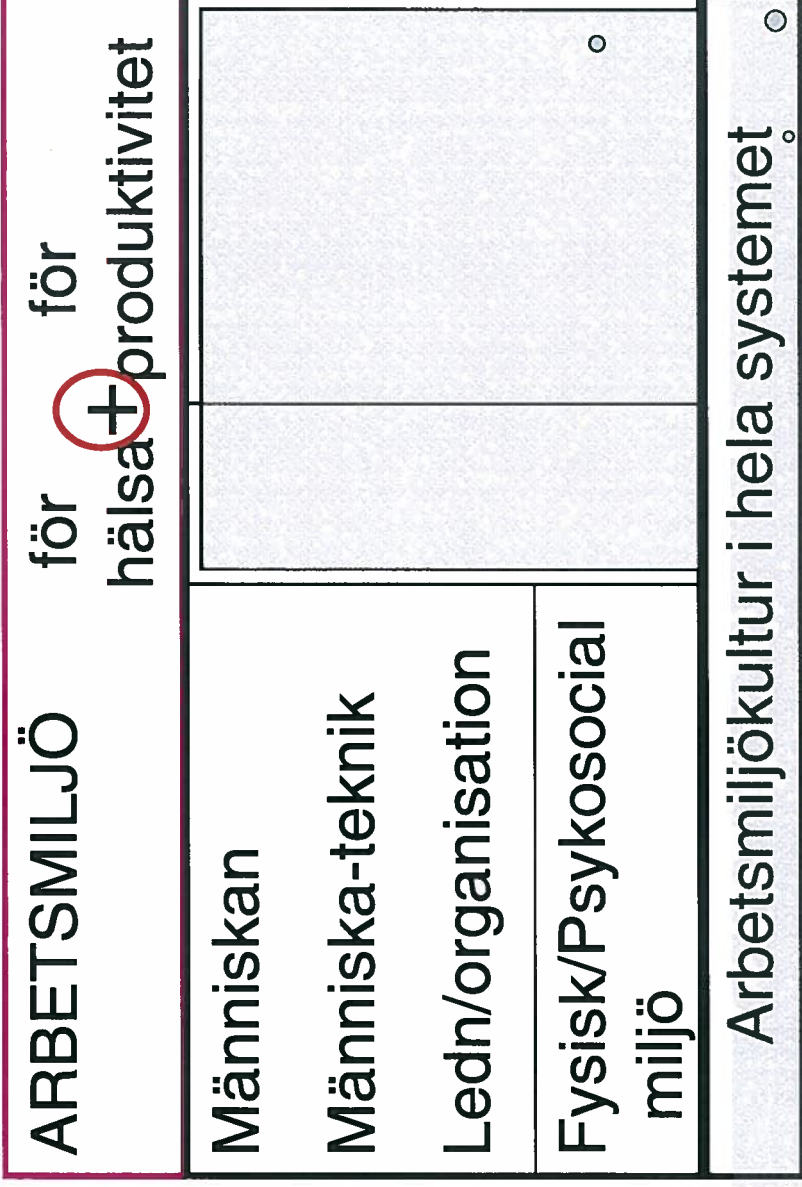 ARBETSMILJÖ för för
hälsa + produktivitet
Människan
Människa-teknik
Ledn/organisation
Fysisk/Psykosocial
miljö
Arbetsmiljökultur i hela systemet